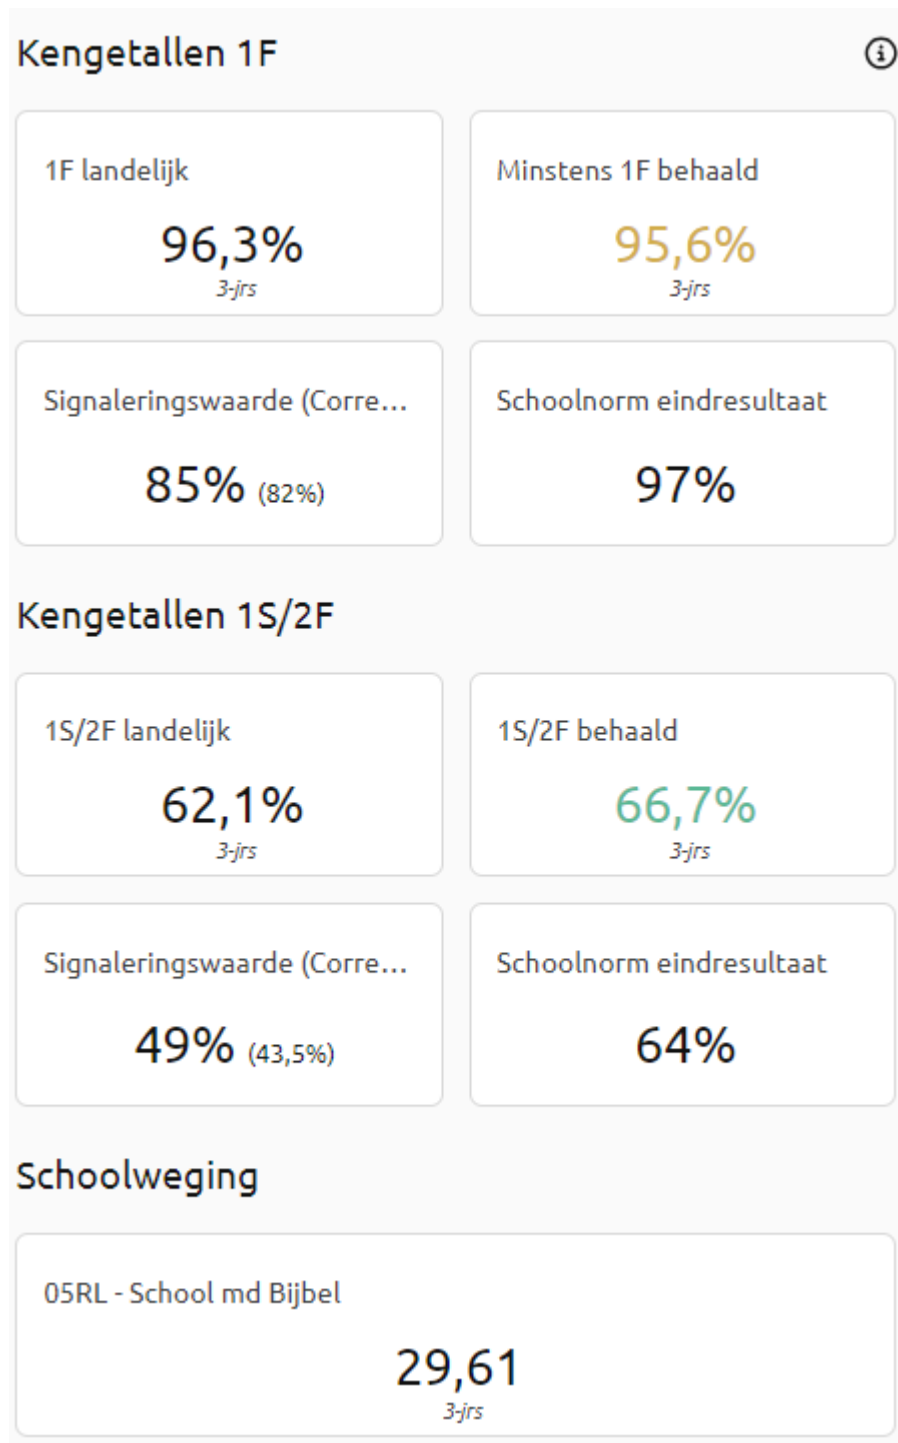 Kengetallen 1F
1F landelijk
96,3%
3-jrs
Minstens 1F behaald
95,6%
3-jrs
Signaleringswaarde (Corre...
85% (82%)
Schoolnorm eindresultaat
97%
Kengetallen 1S/2F
1S/2F landelijk
62,1%
3-jrs
1S/2F behaald
66,7%
3-jrs
Signaleringswaarde (Corre...
49% (43,5%)
Schoolnorm eindresultaat
64%
Schoolweging
05RL - School md Bijbel
29,61
3-jrs